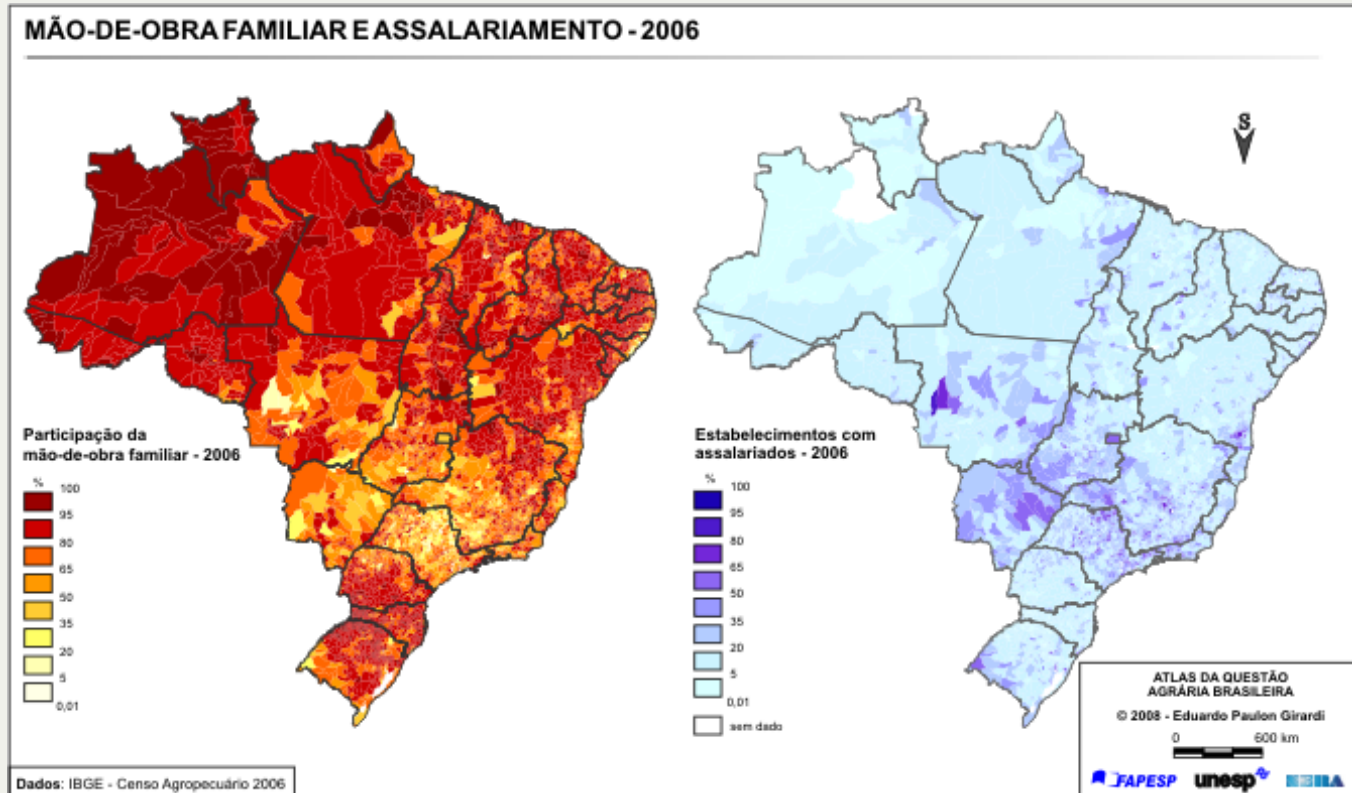 MÃO-DE-OBRA FAMILIAR E ASSALARIAMENTO - 2006
S
Participação da
mão-de-obra familiar - 2006
%
100
95
80
65
50
35
20
5
0,01
Estabelecimentos com
assalariados - 2006
%
100
95
80
65
50
35
20
5
0,01
sem dado
ATLAS DA QUESTÃO
AGRÁRIA BRASILEIRA
© 2008 - Eduardo Paulon Girardi
0 600 km
FAPESP unesp
Dados: IBGE - Censo Agropecuário 2006